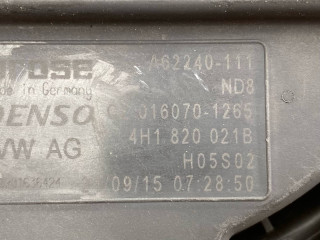 A62240-111
de in Germany
ND8
DENSO
016070-1265
VW AG
4H1 820 021B
H05S02
09/15 07:28:50